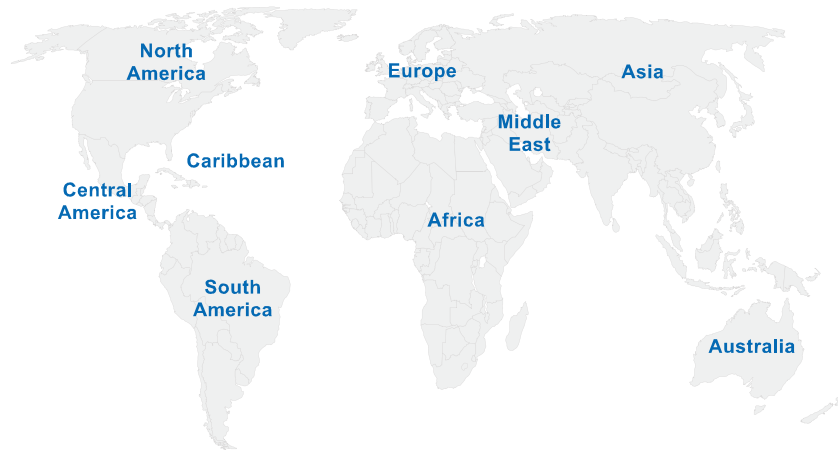 North
America
Europe
Asia
Middle
East
Caribbean
Central
America
Africa
South
America
Australia